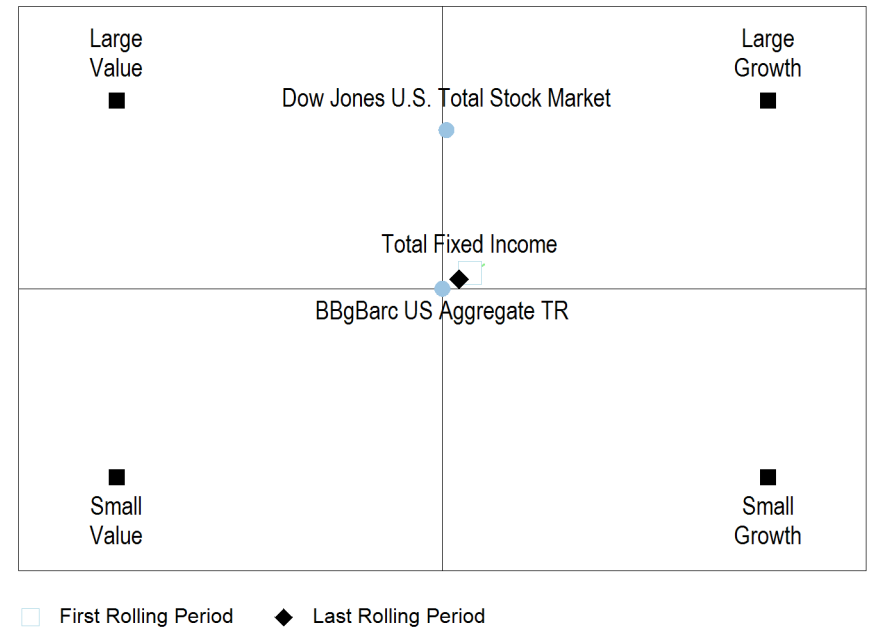 Large
Value
Large
Growth
Dow Jones U.S. Total Stock Market
Total Fixed Income
BBgBarc US Aggregate TR
Small
Value
Small
Growth
First Rolling Period
Last Rolling Period